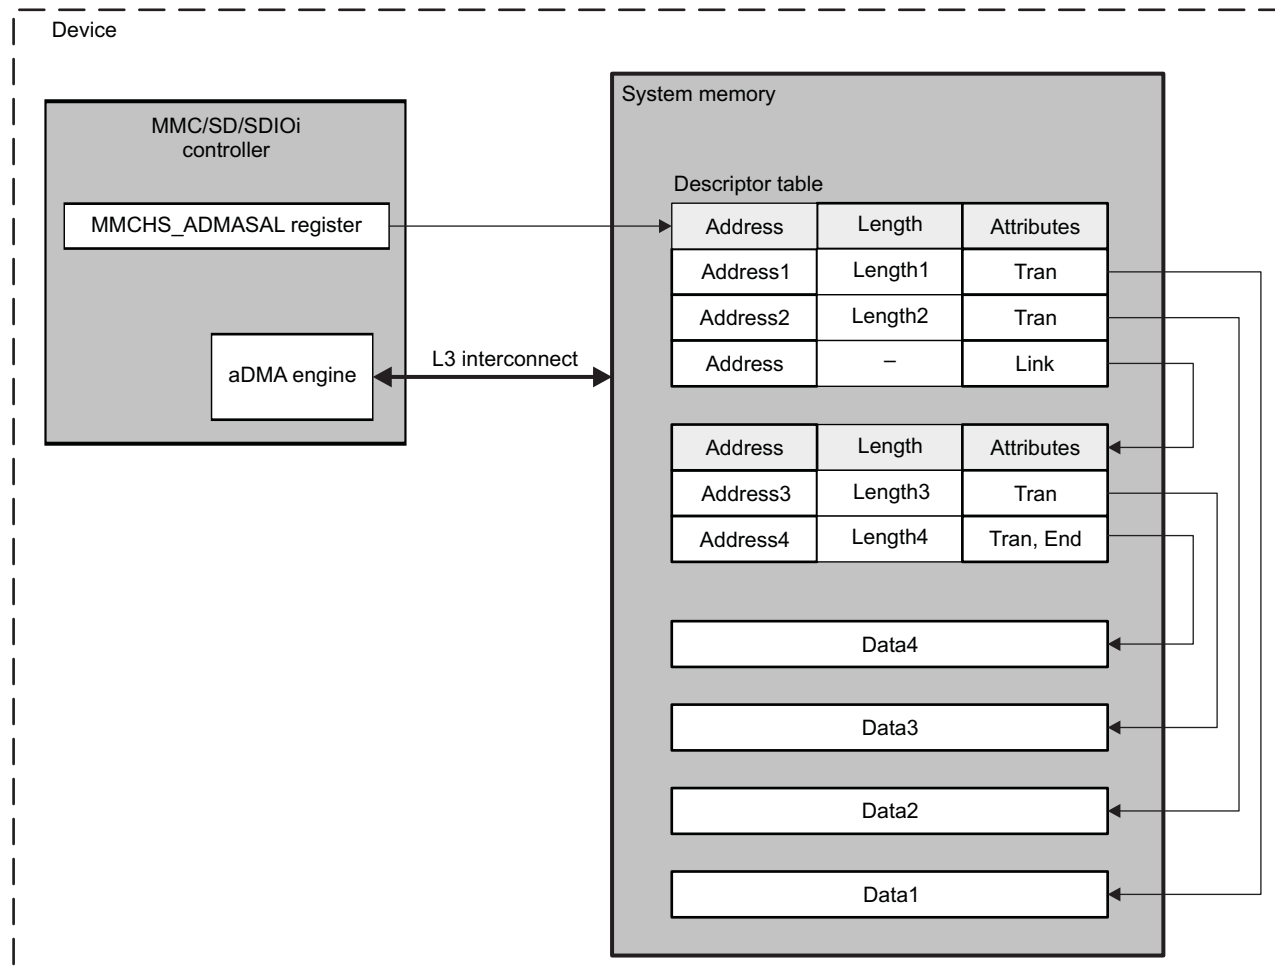 Device
MMC/SD/SDIOi
controller
MMCHS_ADMASAL register
aDMA engine
L3 interconnect
System memory
Descriptor table
Address Length Attributes
Address1 Length1 Tran
Address2 Length2 Tran
Address – Link
Address Length Attributes
Address3 Length3 Tran
Address4 Length4 Tran, End
Data4
Data3
Data2
Data1